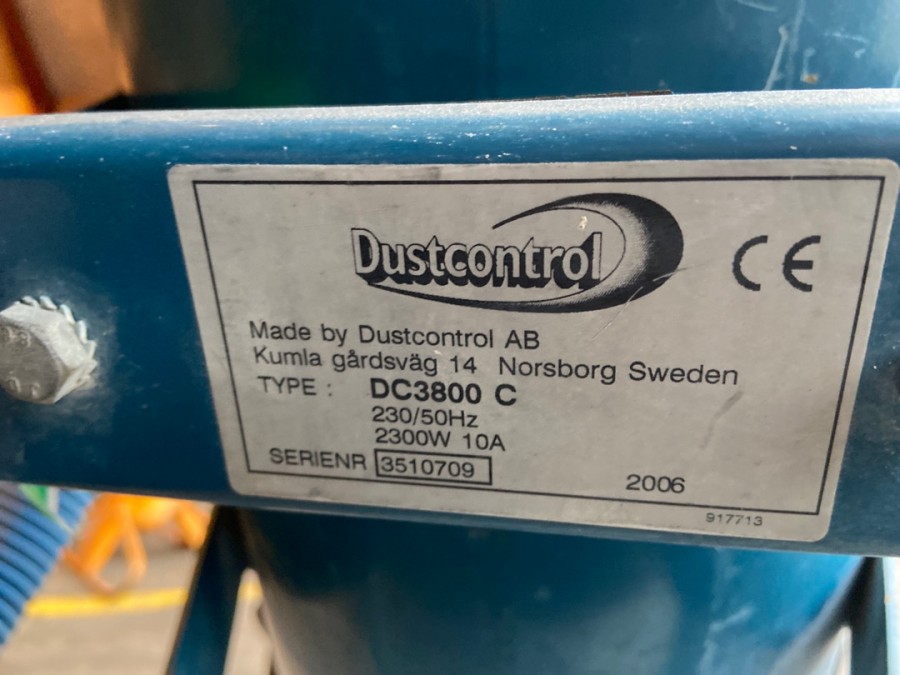 Dustcontrol CE
Made by Dustcontrol AB
Kumla gårdsväg 14 Norsborg Sweden
TYPE : DC3800 C
230/50Hz
2300W 10A
SERIENR 3510709
2006
917713